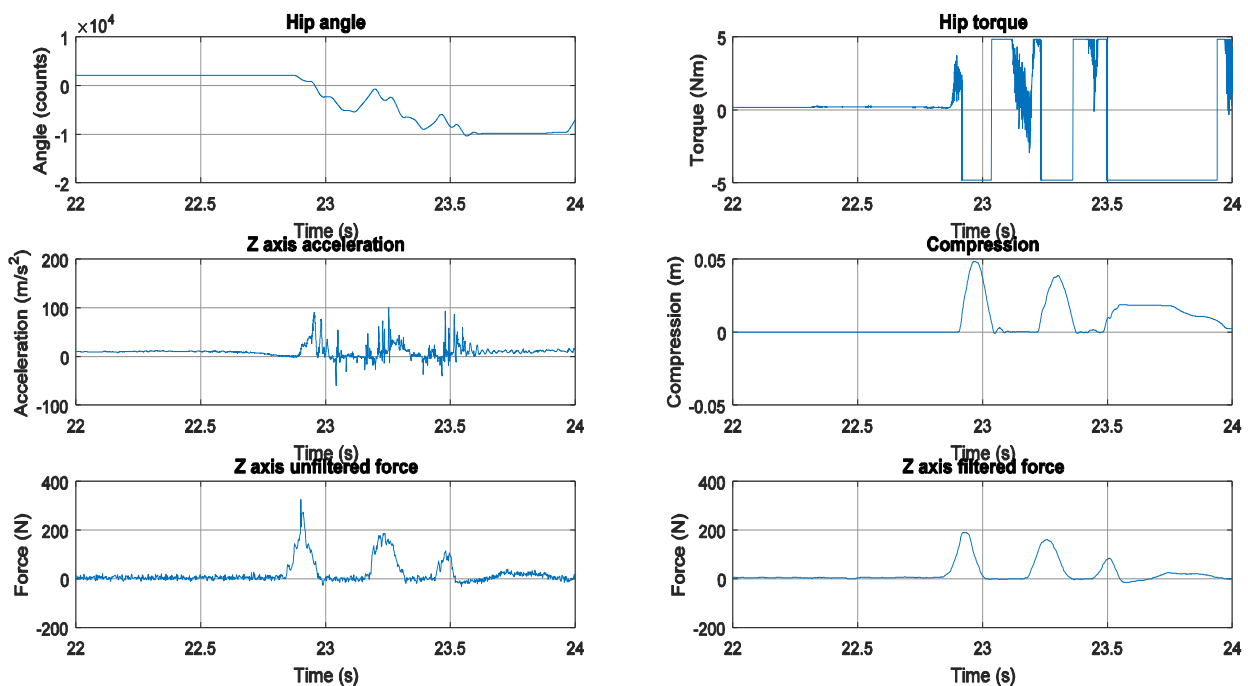 Hip angle
×10⁴
1
0
-1
-2
Angle (counts)
22 22.5 23 23.5 24
Time (s)
Hip torque
5
0
-5
Torque (Nm)
22 22.5 23 23.5 24
Time (s)
Z axis acceleration
200
100
0
-100
Acceleration (m/s²)
22 22.5 23 23.5 24
Time (s)
Compression
0.05
0
-0.05
Compression (m)
22 22.5 23 23.5 24
Time (s)
Z axis unfiltered force
400
200
0
-200
Force (N)
22 22.5 23 23.5 24
Time (s)
Z axis filtered force
400
200
0
-200
Force (N)
22 22.5 23 23.5 24
Time (s)